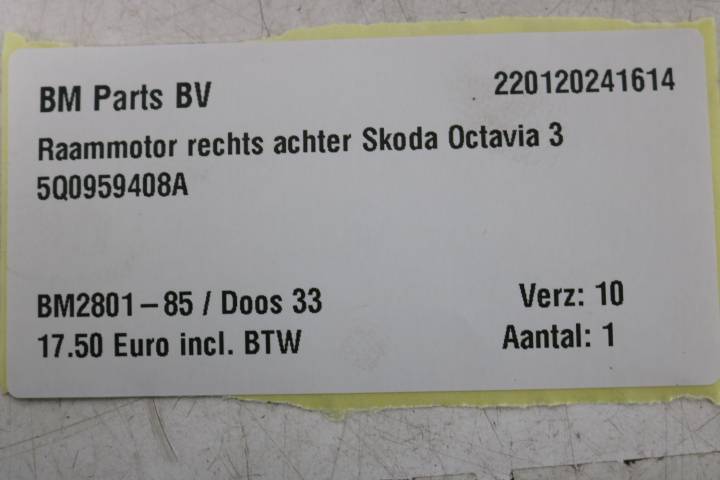 BM Parts BV 220120241614
Raammotor rechts achter Skoda Octavia 3
5Q0959408A
BM2801-85 / Doos 33 Verz: 10
17.50 Euro incl. BTW Aantal: 1